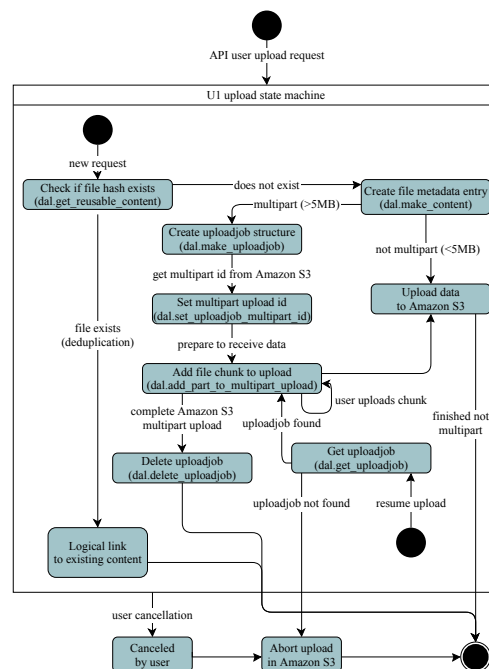 API user upload request
U1 upload state machine
new request
Check if file hash exists
(dal.get_reusable_content)
does not exist
Create file metadata entry
(dal.make_content)
multipart (>5MB)
Create uploadjob structure
(dal.make_uploadjob)
not multipart (<5MB)
get multipart id from Amazon S3
Upload data
to Amazon S3
Set multipart upload id
(dal.set_uploadjob_multipart_id)
file exists
(deduplication)
prepare to receive data
Add file chunk to upload
(dal.add_part_to_multipart_upload)
user uploads chunk
complete Amazon S3
multipart upload
uploadjob found
finished not
multipart
Delete uploadjob
(dal.delete_uploadjob)
Get uploadjob
(dal.get_uploadjob)
uploadjob not found
resume upload
Logical link
to existing content
user cancellation
Canceled
by user
Abort upload
in Amazon S3